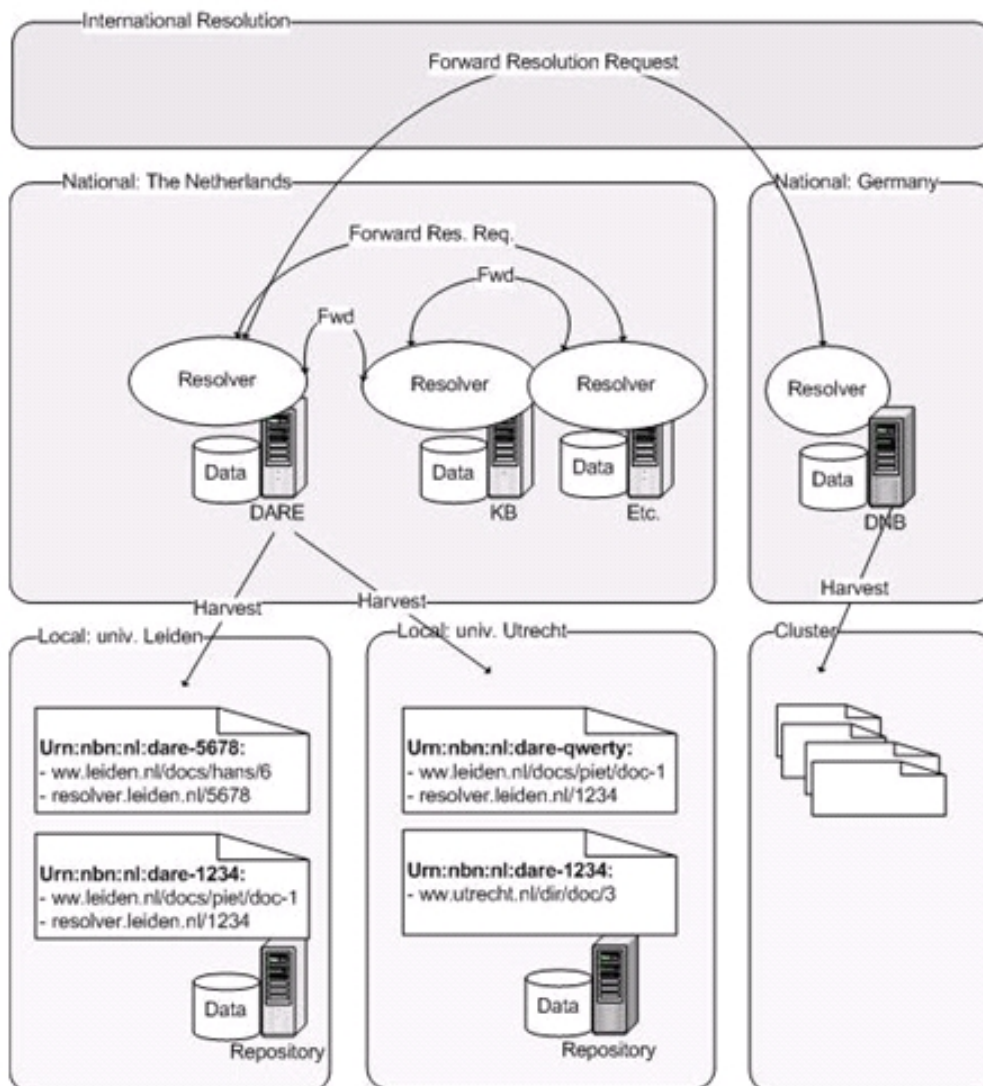 International Resolution
Forward Resolution Request
National: The Netherlands
National: Germany
Forward Res. Req.
Fwd
Fwd
Resolver
Resolver
Resolver
Resolver
Data
Data
Data
Data
DARE
KB
Etc.
DNB
Harvest
Harvest
Harvest
Local: univ. Leiden
Local: univ. Utrecht
Cluster
Urn:nbn:nl:dare-5678:
- ww.leiden.nl/docs/hans/6
- resolver.leiden.nl/5678
Urn:nbn:nl:dare-qwerty:
- ww.leiden.nl/docs/piet/doc-1
- resolver.leiden.nl/1234
Urn:nbn:nl:dare-1234:
- ww.leiden.nl/docs/piet/doc-1
- resolver.leiden.nl/1234
Urn:nbn:nl:dare-1234:
- ww.utrecht.nl/dir/doc/3
Data
Repository
Data
Repository